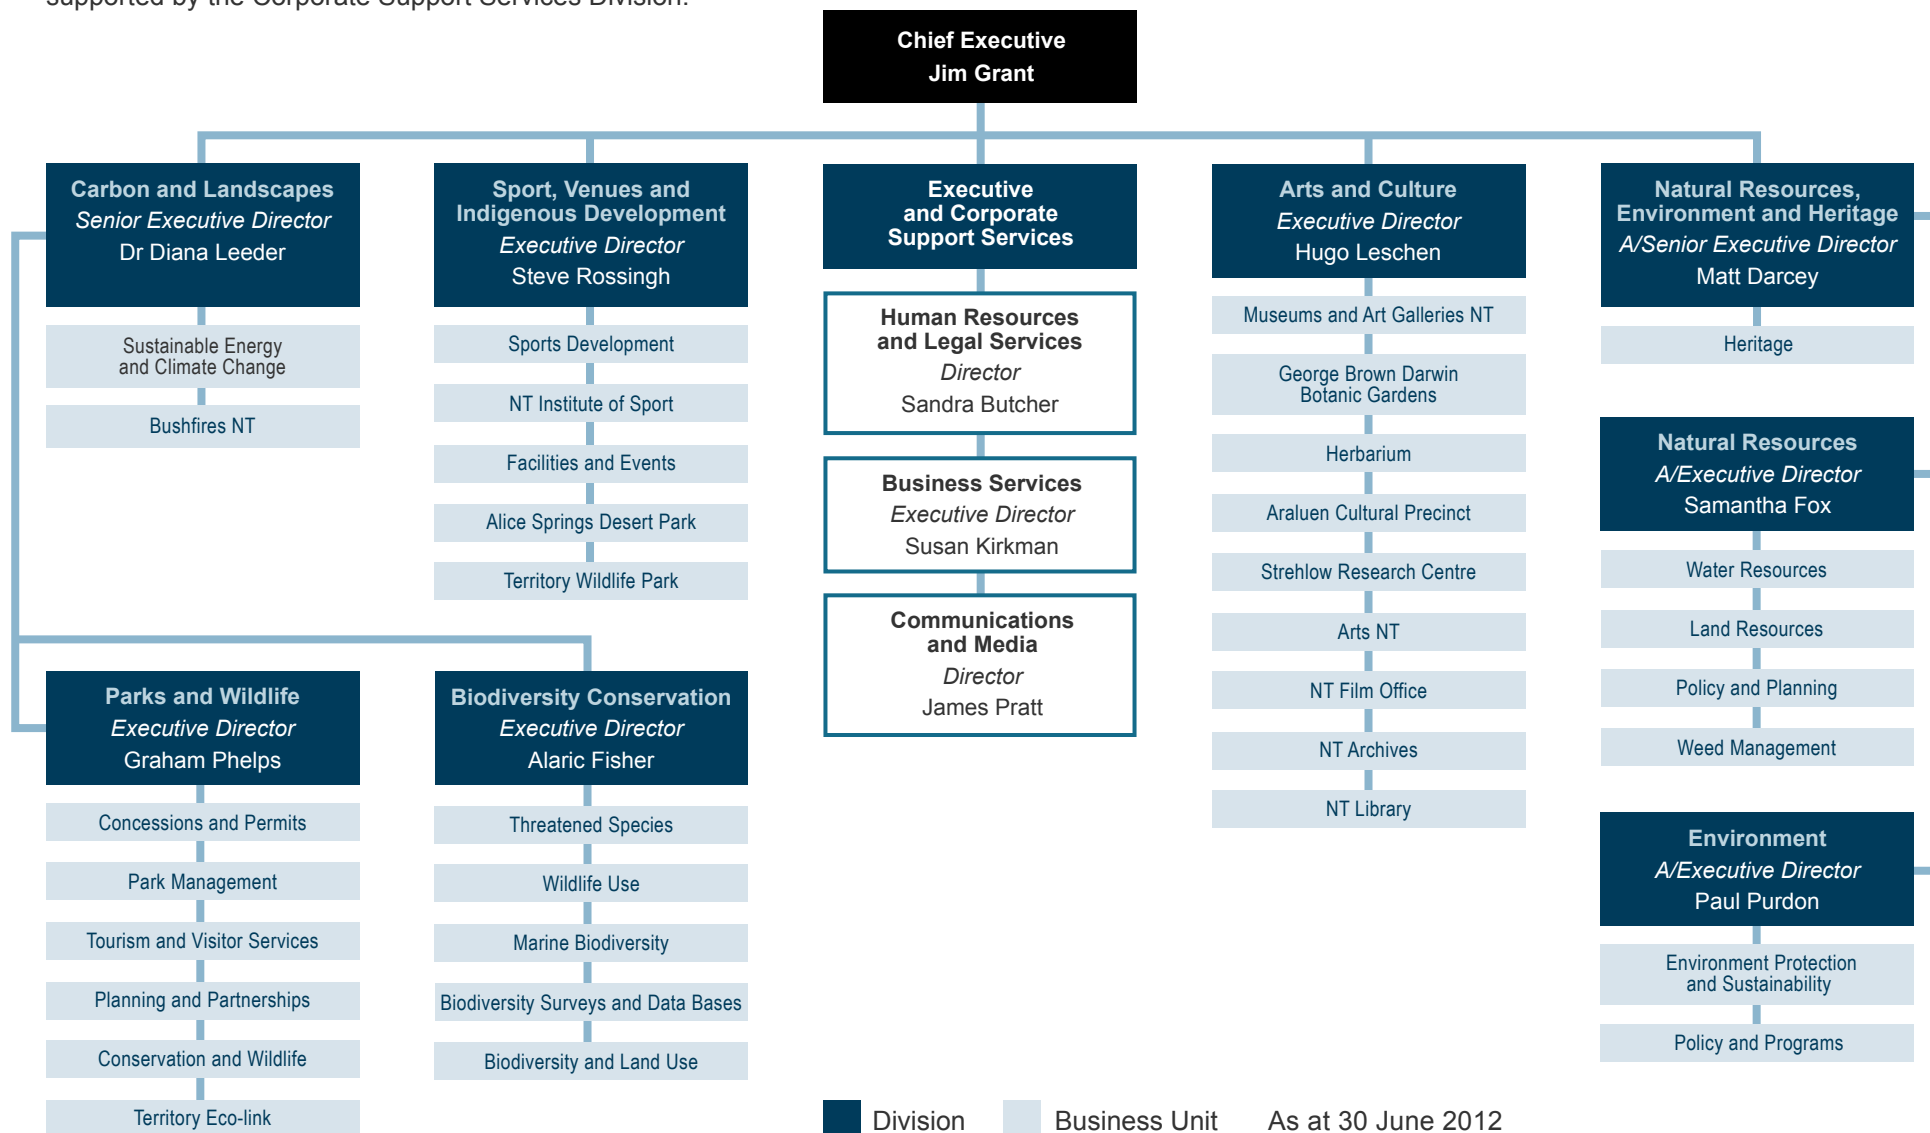 supported by the Corporate Support Services Division.
Chief Executive
Jim Grant
Carbon and Landscapes
Senior Executive Director
Dr Diana Leeder
Sustainable Energy
and Climate Change
Bushfires NT
Sport, Venues and
Indigenous Development
Executive Director
Steve Rossingh
Sports Development
NT Institute of Sport
Facilities and Events
Alice Springs Desert Park
Territory Wildlife Park
Executive
and Corporate
Support Services
Human Resources
and Legal Services
Director
Sandra Butcher
Business Services
Executive Director
Susan Kirkman
Communications
and Media
Director
James Pratt
Arts and Culture
Executive Director
Hugo Leschen
Museums and Art Galleries NT
George Brown Darwin
Botanic Gardens
Herbarium
Araluen Cultural Precinct
Strehlow Research Centre
Arts NT
NT Film Office
NT Archives
NT Library
Natural Resources,
Environment and Heritage
A/Senior Executive Director
Matt Darcey
Heritage
Natural Resources
A/Executive Director
Samantha Fox
Water Resources
Land Resources
Policy and Planning
Weed Management
Environment
A/Executive Director
Paul Purdon
Environment Protection
and Sustainability
Policy and Programs
Parks and Wildlife
Executive Director
Graham Phelps
Concessions and Permits
Park Management
Tourism and Visitor Services
Planning and Partnerships
Conservation and Wildlife
Territory Eco-link
Biodiversity Conservation
Executive Director
Alaric Fisher
Threatened Species
Wildlife Use
Marine Biodiversity
Biodiversity Surveys and Data Bases
Biodiversity and Land Use
Division
Business Unit
As at 30 June 2012